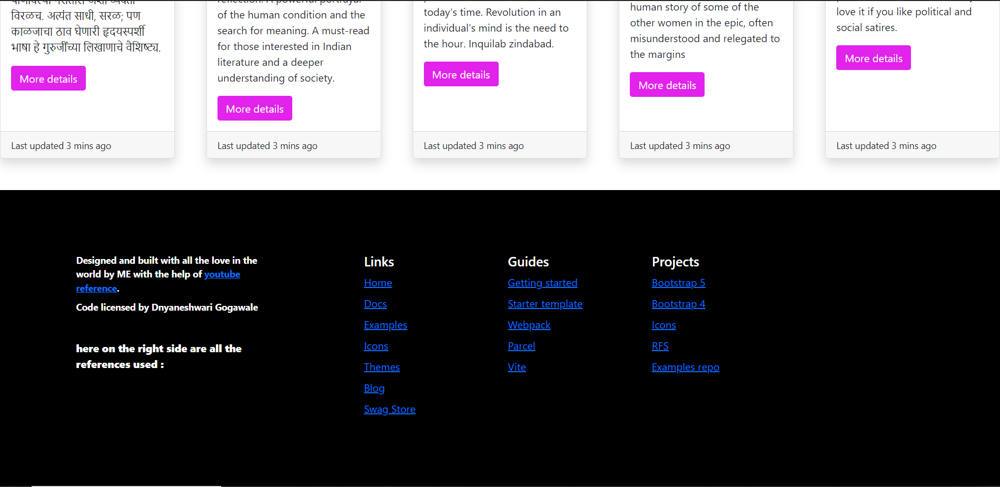 विरळच. अत्यंत साधी, सरळ; पण
काळजाचा ठाव घेणारी हृदयस्पर्शी
भाषा हे गुरुजींच्या लिखाणाचे वैशिष्ट्य.
More details
Last updated 3 mins ago
reflection. A powerful portrayal
of the human condition and the
search for meaning. A must-read
for those interested in Indian
literature and a deeper
understanding of society.
More details
Last updated 3 mins ago
today's time. Revolution in an
individual's mind is the need to
the hour. Inquilab zindabad.
More details
Last updated 3 mins ago
human story of some of the
other women in the epic, often
misunderstood and relegated to
the margins
More details
Last updated 3 mins ago
love it if you like political and
social satires.
More details
Last updated 3 mins ago
Designed and built with all the love in the
world by ME with the help of youtube
reference.
Code licensed by Dnyaneshwari Gogawale
here on the right side are all the
references used :
Links
Home
Docs
Examples
Icons
Themes
Blog
Swag Store
Guides
Getting started
Starter template
Webpack
Parcel
Vite
Projects
Bootstrap 5
Bootstrap 4
Icons
RFS
Examples repo